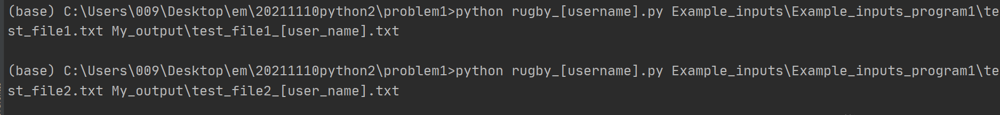 (base) C:\Users\009\Desktop\em\20211110python2\problem1>python rugby_[username].py Example_inputs\Example_inputs_program1\te
st_file1.txt My_output\test_file1_[user_name].txt
(base) C:\Users\009\Desktop\em\20211110python2\problem1>python rugby_[username].py Example_inputs\Example_inputs_program1\te
st_file2.txt My_output\test_file2_[user_name].txt